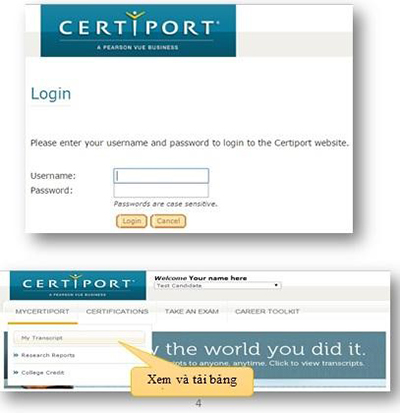 CERTIPORT
A PEARSON VUE BUSINESS
Login
Please enter your username and password to login to the Certiport website.
Username:
Password:
Passwords are case sensitive.
Login Cancel
CERTIPORT
A PEARSON VUE BUSINESS
Welcome Your name here
Test Candidate
MYCERTIPORT CERTIFICATIONS TAKE AN EXAM CAREER TOOLKIT
My Transcript
» Research Reports
» College Credit
the world you did it.
to anyone, anytime. Click to view transcripts.
Xem và tải bảng
4